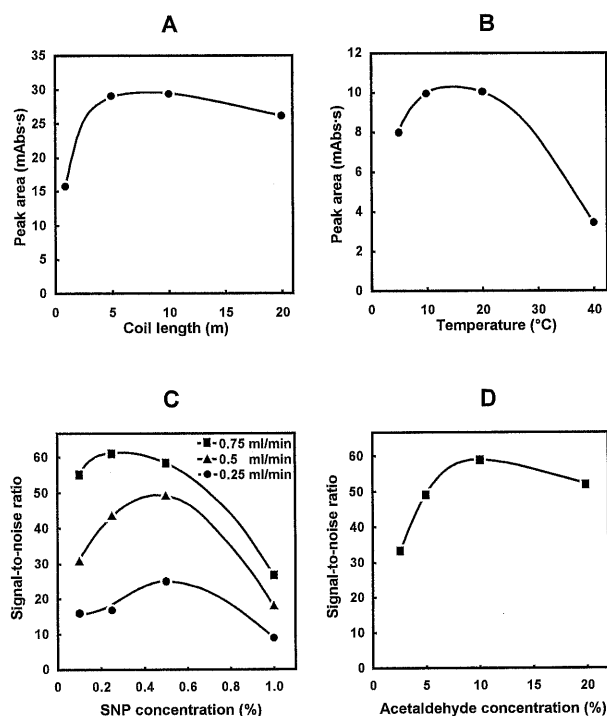 A
Peak area (mAbs·s)
35
30
25
20
15
10
5
0
0 5 10 15 20
Coil length (m)
B
Peak area (mAbs·s)
12
10
8
6
4
2
0
0 10 20 30 40
Temperature (°C)
C
Signal-to-noise ratio
60
50
40
30
20
10
0
0.75 ml/min
0.5 ml/min
0.25 ml/min
0.2 0.4 0.6 0.8 1.0
SNP concentration (%)
D
Signal-to-noise ratio
60
50
40
30
20
10
0
0 5 10 15 20
Acetaldehyde concentration (%)